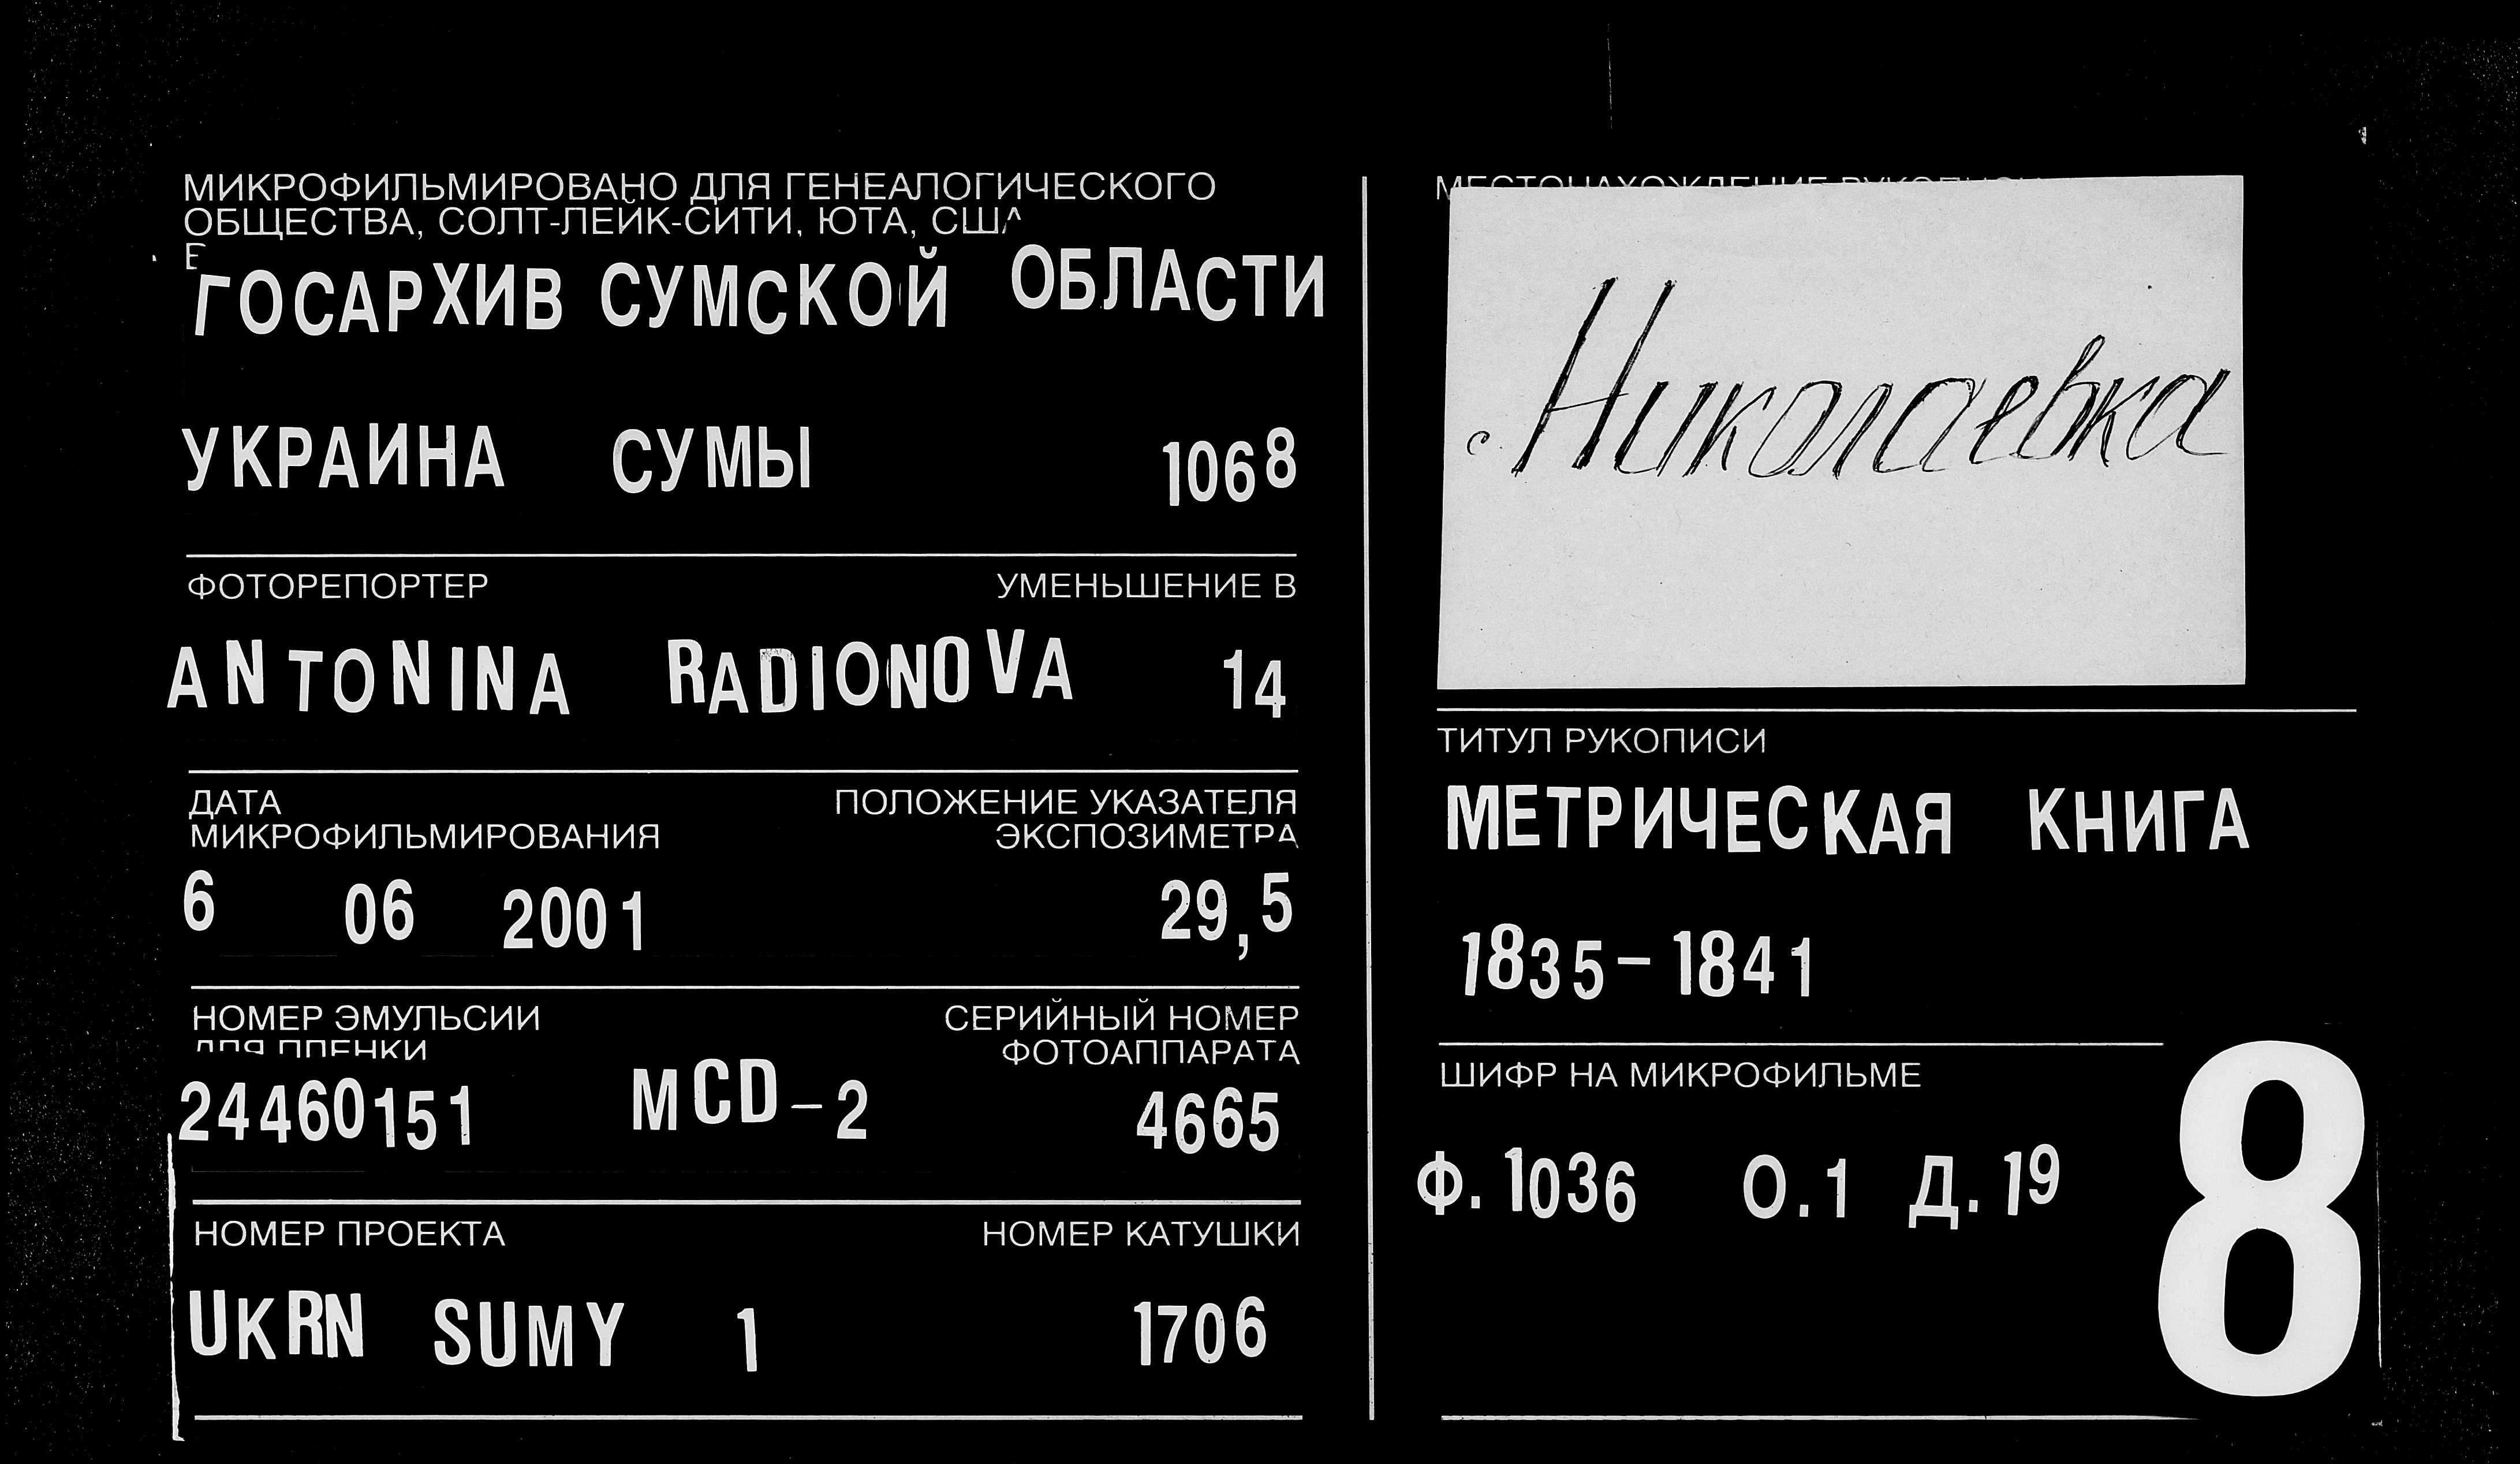 МИКРОФИЛЬМИРОВАНО ДЛЯ ГЕНЕАЛОГИЧЕСКОГО
ОБЩЕСТВА, СОЛТ-ЛЕЙК-СИТИ, ЮТА, США
ГОСАРХИВ СУМСКОЙ ОБЛАСТИ
УКРАИНА СУМЫ 1068
ФОТОРЕПОРТЕР УМЕНЬШЕНИЕ В
ANTONINA RADIONOVA 14
ДАТА ПОЛОЖЕНИЕ УКАЗАТЕЛЯ
МИКРОФИЛЬМИРОВАНИЯ ЭКСПОЗИМЕТРА
6 06 2001 29,5
НОМЕР ЭМУЛЬСИИ СЕРИЙНЫЙ НОМЕР
ДЛЯ ПЛЕНКИ ФОТОАППАРАТА
24460151 MCD-2 4665
НОМЕР ПРОЕКТА НОМЕР КАТУШКИ
UKRN SUMY 1 1706
МЕСТОНАХОЖДЕНИЕ РУКОПИСИ
с. Николаевка
ТИТУЛ РУКОПИСИ
МЕТРИЧЕСКАЯ КНИГА
1835-1841
ШИФР НА МИКРОФИЛЬМЕ
Ф. 1036 О.1 Д. 19
8